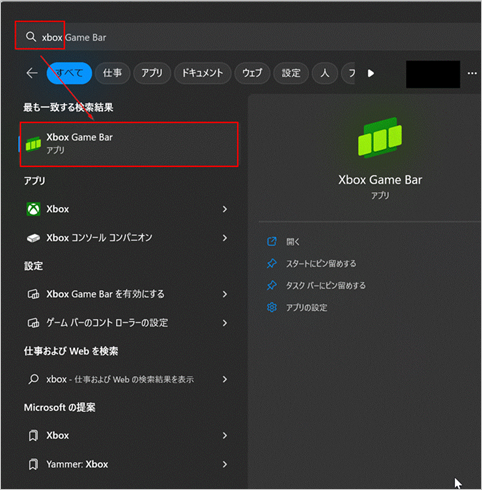 xbox Game Bar
すべて 仕事 アプリ ドキュメント ウェブ 設定 人 フ ...
最も一致する検索結果
Xbox Game Bar
アプリ
アプリ
Xbox
Xbox コンソール コンパニオン
設定
Xbox Game Bar を有効にする
ゲーム バーのコント ローラーの設定
仕事および Web を検索
xbox - 仕事および Web の検索結果を表示
Microsoft の提案
Xbox
Yammer: Xbox
Xbox Game Bar
アプリ
開く
スタートにピン留めする
タスク バーにピン留めする
アプリの設定